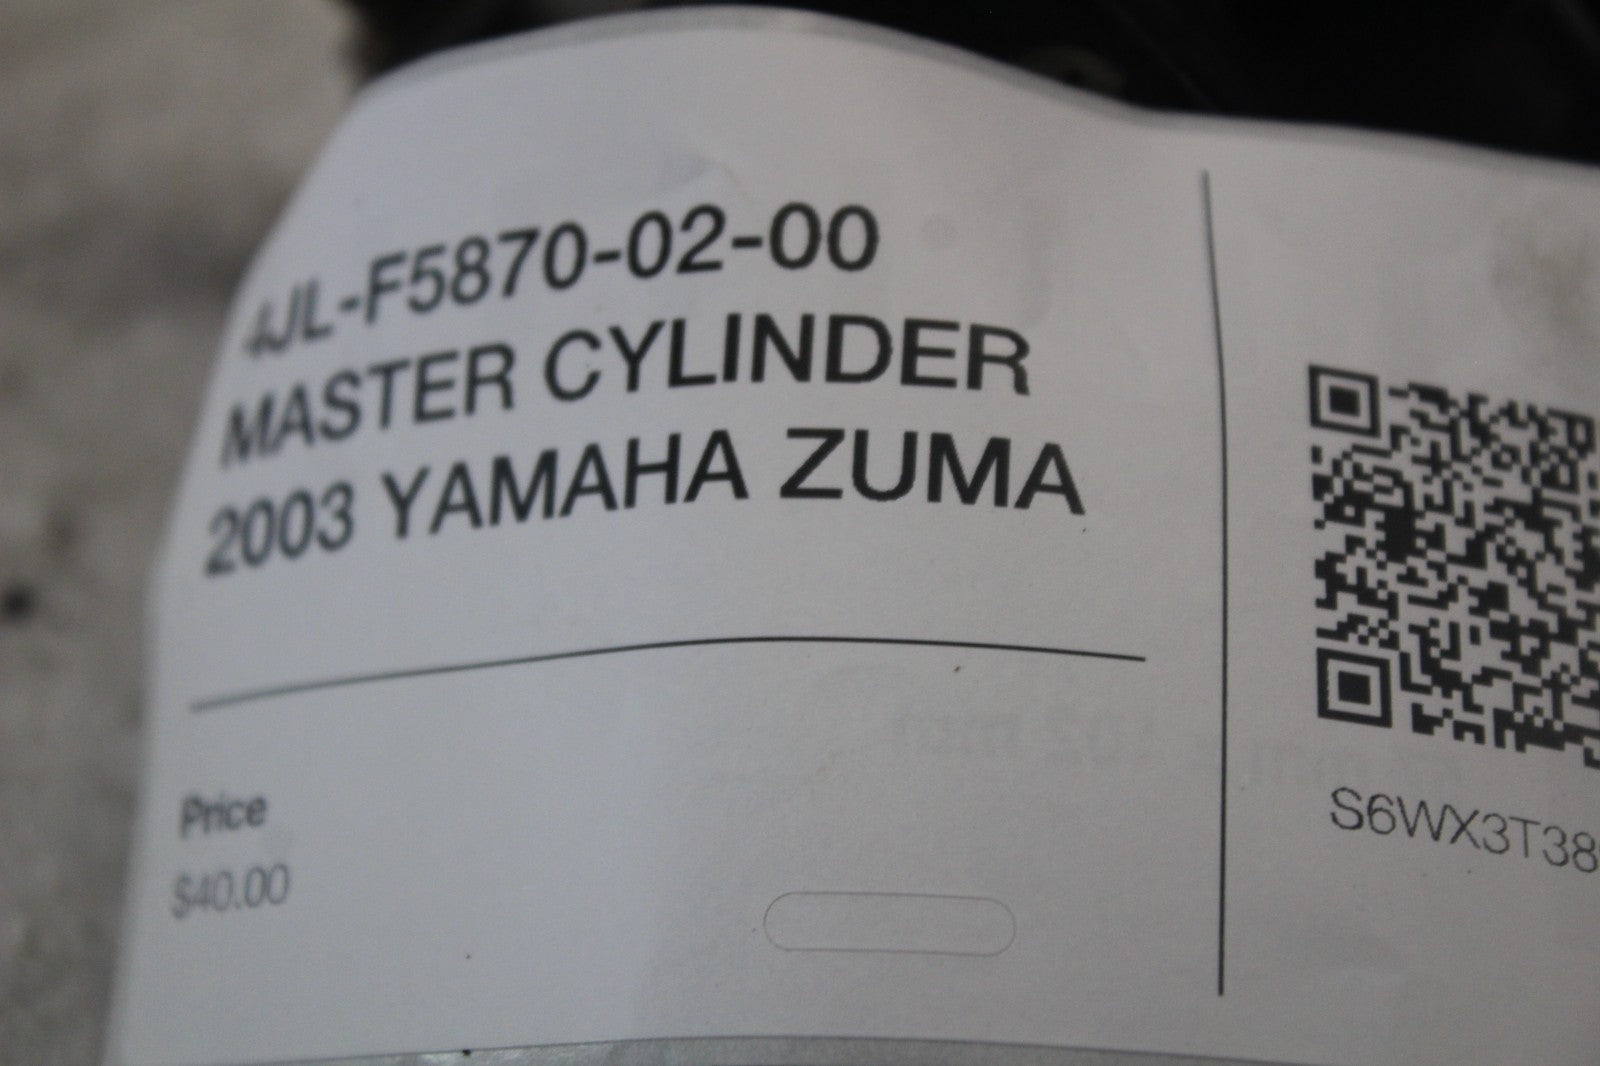 4JL-F5870-02-00
MASTER CYLINDER
2003 YAMAHA ZUMA
Price
$40.00
S6WX3T38